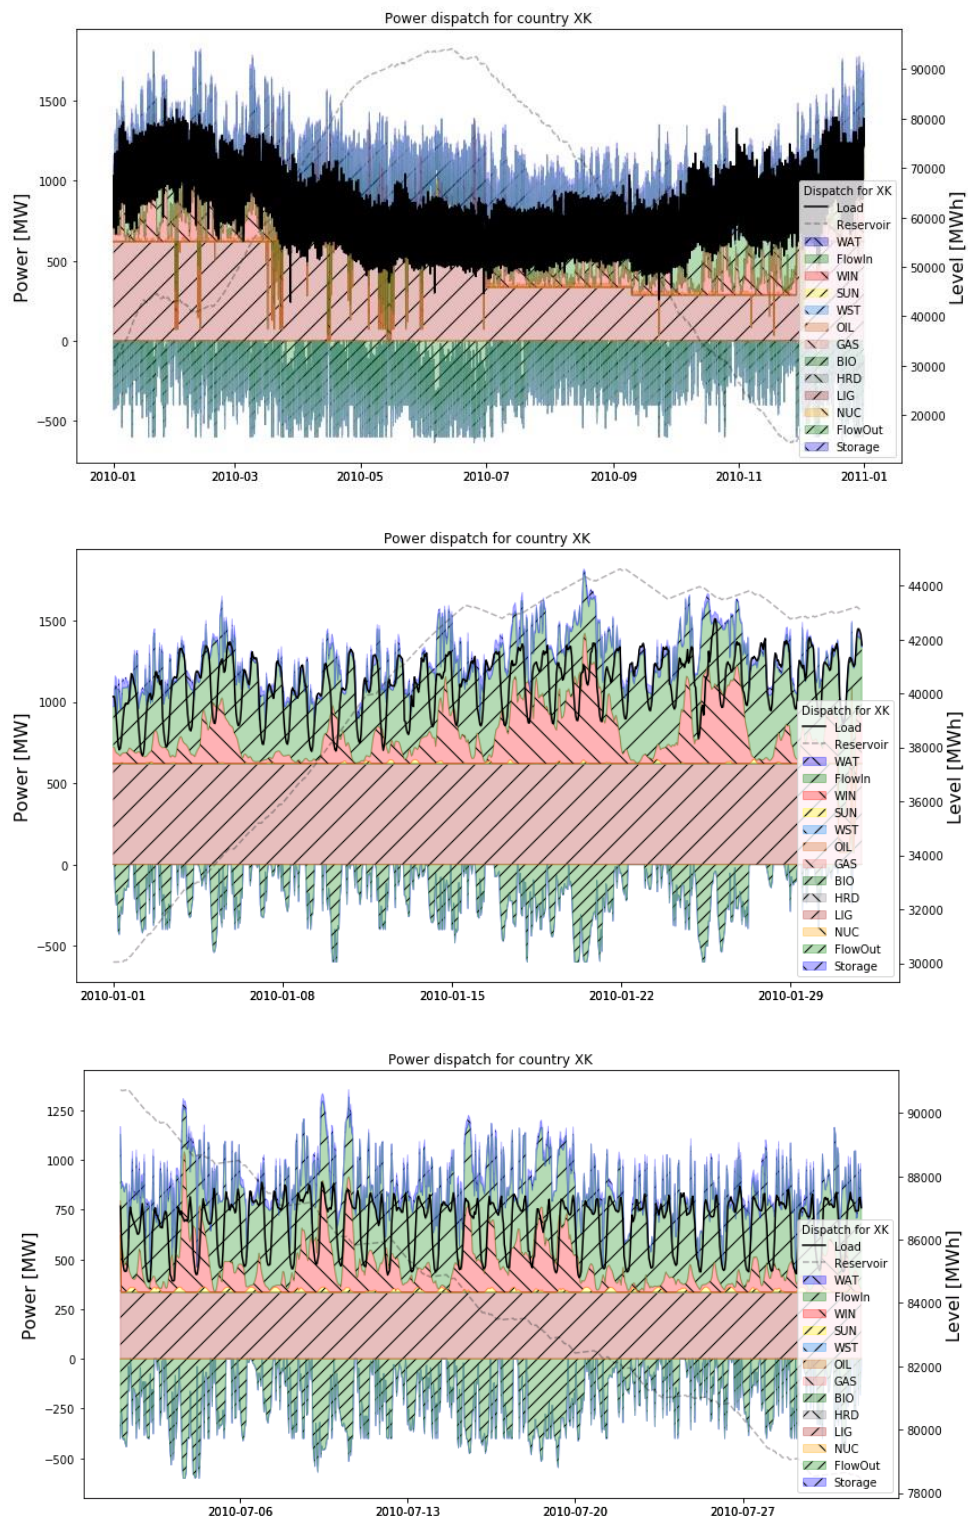 Power dispatch for country XK
Power [MW]
1500
1000
500
0
−500
2010-01
2010-03
2010-05
2010-07
2010-09
2010-11
2011-01
Level [MWh]
90000
80000
70000
60000
50000
40000
30000
20000
Dispatch for XK
Load
Reservoir
WAT
FlowIn
WIN
SUN
WST
OIL
GAS
BIO
HRD
LIG
NUC
FlowOut
Storage
Power dispatch for country XK
Power [MW]
1500
1000
500
0
−500
2010-01-01
2010-01-08
2010-01-15
2010-01-22
2010-01-29
Level [MWh]
44000
42000
40000
38000
36000
34000
32000
30000
Dispatch for XK
Load
Reservoir
WAT
FlowIn
WIN
SUN
WST
OIL
GAS
BIO
HRD
LIG
NUC
FlowOut
Storage
Power dispatch for country XK
Power [MW]
1250
1000
750
500
250
0
−250
−500
2010-07-06
2010-07-13
2010-07-20
2010-07-27
Level [MWh]
90000
88000
86000
84000
82000
80000
78000
Dispatch for XK
Load
Reservoir
WAT
FlowIn
WIN
SUN
WST
OIL
GAS
BIO
HRD
LIG
NUC
FlowOut
Storage